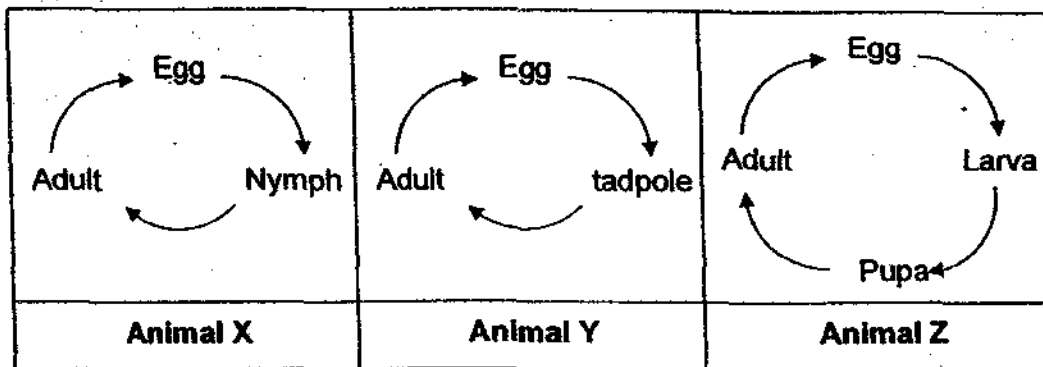 Egg
Adult
Nymph
Animal X
Egg
Adult
tadpole
Animal Y
Egg
Adult
Larva
Pupa
Animal Z